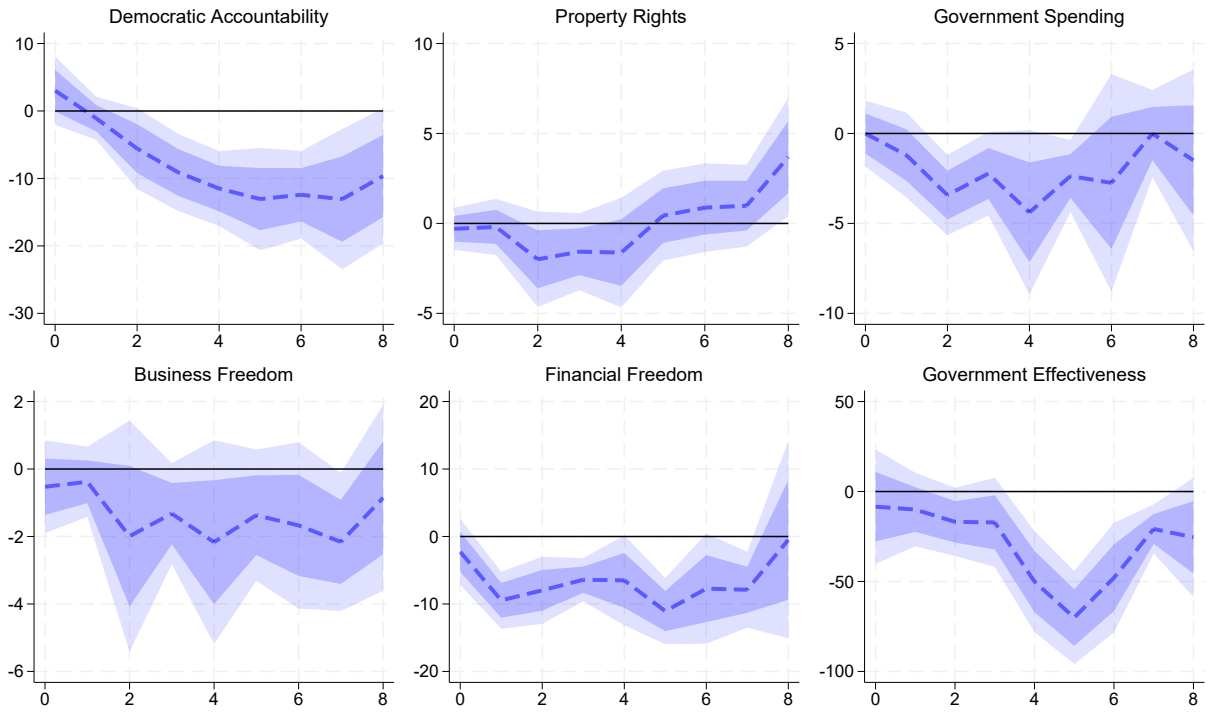 Democratic Accountability
10
0
-10
-20
-30
0 2 4 6 8
Property Rights
10
5
0
-5
0 2 4 6 8
Government Spending
5
0
-5
-10
0 2 4 6 8
Business Freedom
2
0
-2
-4
-6
0 2 4 6 8
Financial Freedom
20
10
0
-10
-20
0 2 4 6 8
Government Effectiveness
50
0
-50
-100
0 2 4 6 8